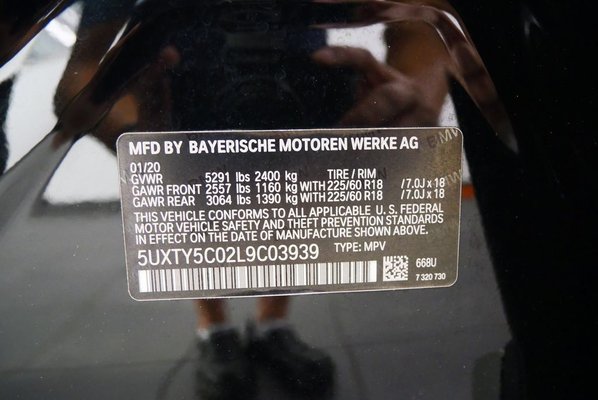 MFD BY BAYERISCHE MOTOREN WERKE AG
01/20
GVWR 5291 lbs 2400 kg TIRE / RIM
GAWR FRONT 2557 lbs 1160 kg WITH 225/60 R18 / 7.0J x 18
GAWR REAR 3064 lbs 1390 kg WITH 225/60 R18 / 7.0J x 18
THIS VEHICLE CONFORMS TO ALL APPLICABLE U. S. FEDERAL
MOTOR VEHICLE SAFETY AND THEFT PREVENTION STANDARDS
IN EFFECT ON THE DATE OF MANUFACTURE SHOWN ABOVE.
5UXTY5C02L9C03939 TYPE: MPV
668U
7 320 730